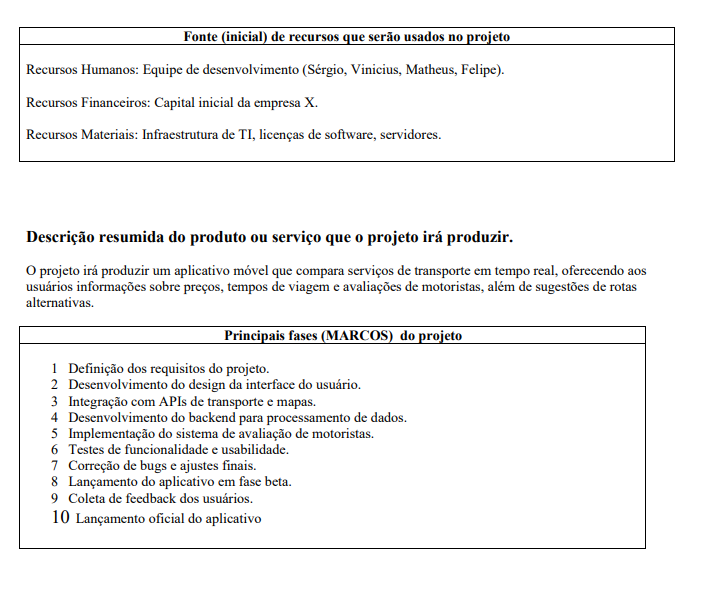 Fonte (inicial) de recursos que serão usados no projeto
Recursos Humanos: Equipe de desenvolvimento (Sérgio, Vinicius, Matheus, Felipe).
Recursos Financeiros: Capital inicial da empresa X.
Recursos Materiais: Infraestrutura de TI, licenças de software, servidores.
Descrição resumida do produto ou serviço que o projeto irá produzir.
O projeto irá produzir um aplicativo móvel que compara serviços de transporte em tempo real, oferecendo aos
usuários informações sobre preços, tempos de viagem e avaliações de motoristas, além de sugestões de rotas
alternativas.
Principais fases (MARCOS) do projeto
1 Definição dos requisitos do projeto.
2 Desenvolvimento do design da interface do usuário.
3 Integração com APIs de transporte e mapas.
4 Desenvolvimento do backend para processamento de dados.
5 Implementação do sistema de avaliação de motoristas.
6 Testes de funcionalidade e usabilidade.
7 Correção de bugs e ajustes finais.
8 Lançamento do aplicativo em fase beta.
9 Coleta de feedback dos usuários.
10 Lançamento oficial do aplicativo